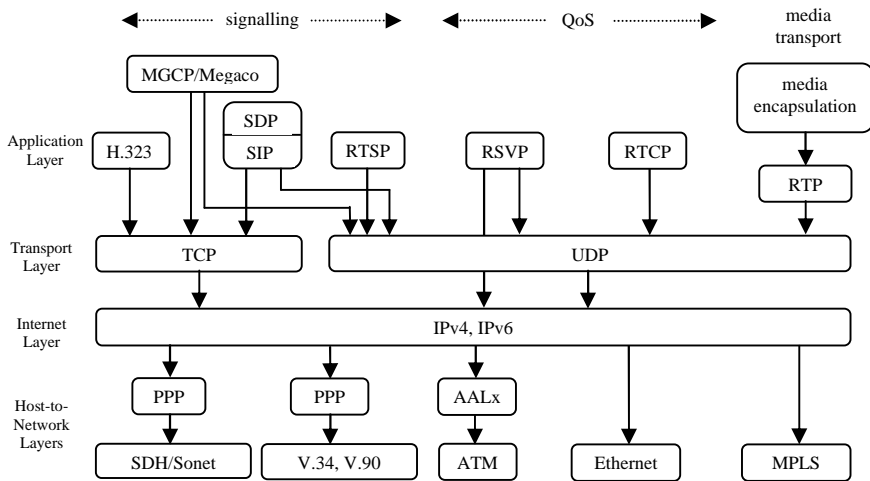 signalling
QoS
media
transport
MGCP/Megaco
media
encapsulation
SDP
SIP
Application
Layer
H.323
RTSP
RSVP
RTCP
RTP
Transport
Layer
TCP
UDP
Internet
Layer
IPv4, IPv6
Host-to-
Network
Layers
PPP
PPP
AALx
SDH/Sonet
V.34, V.90
ATM
Ethernet
MPLS